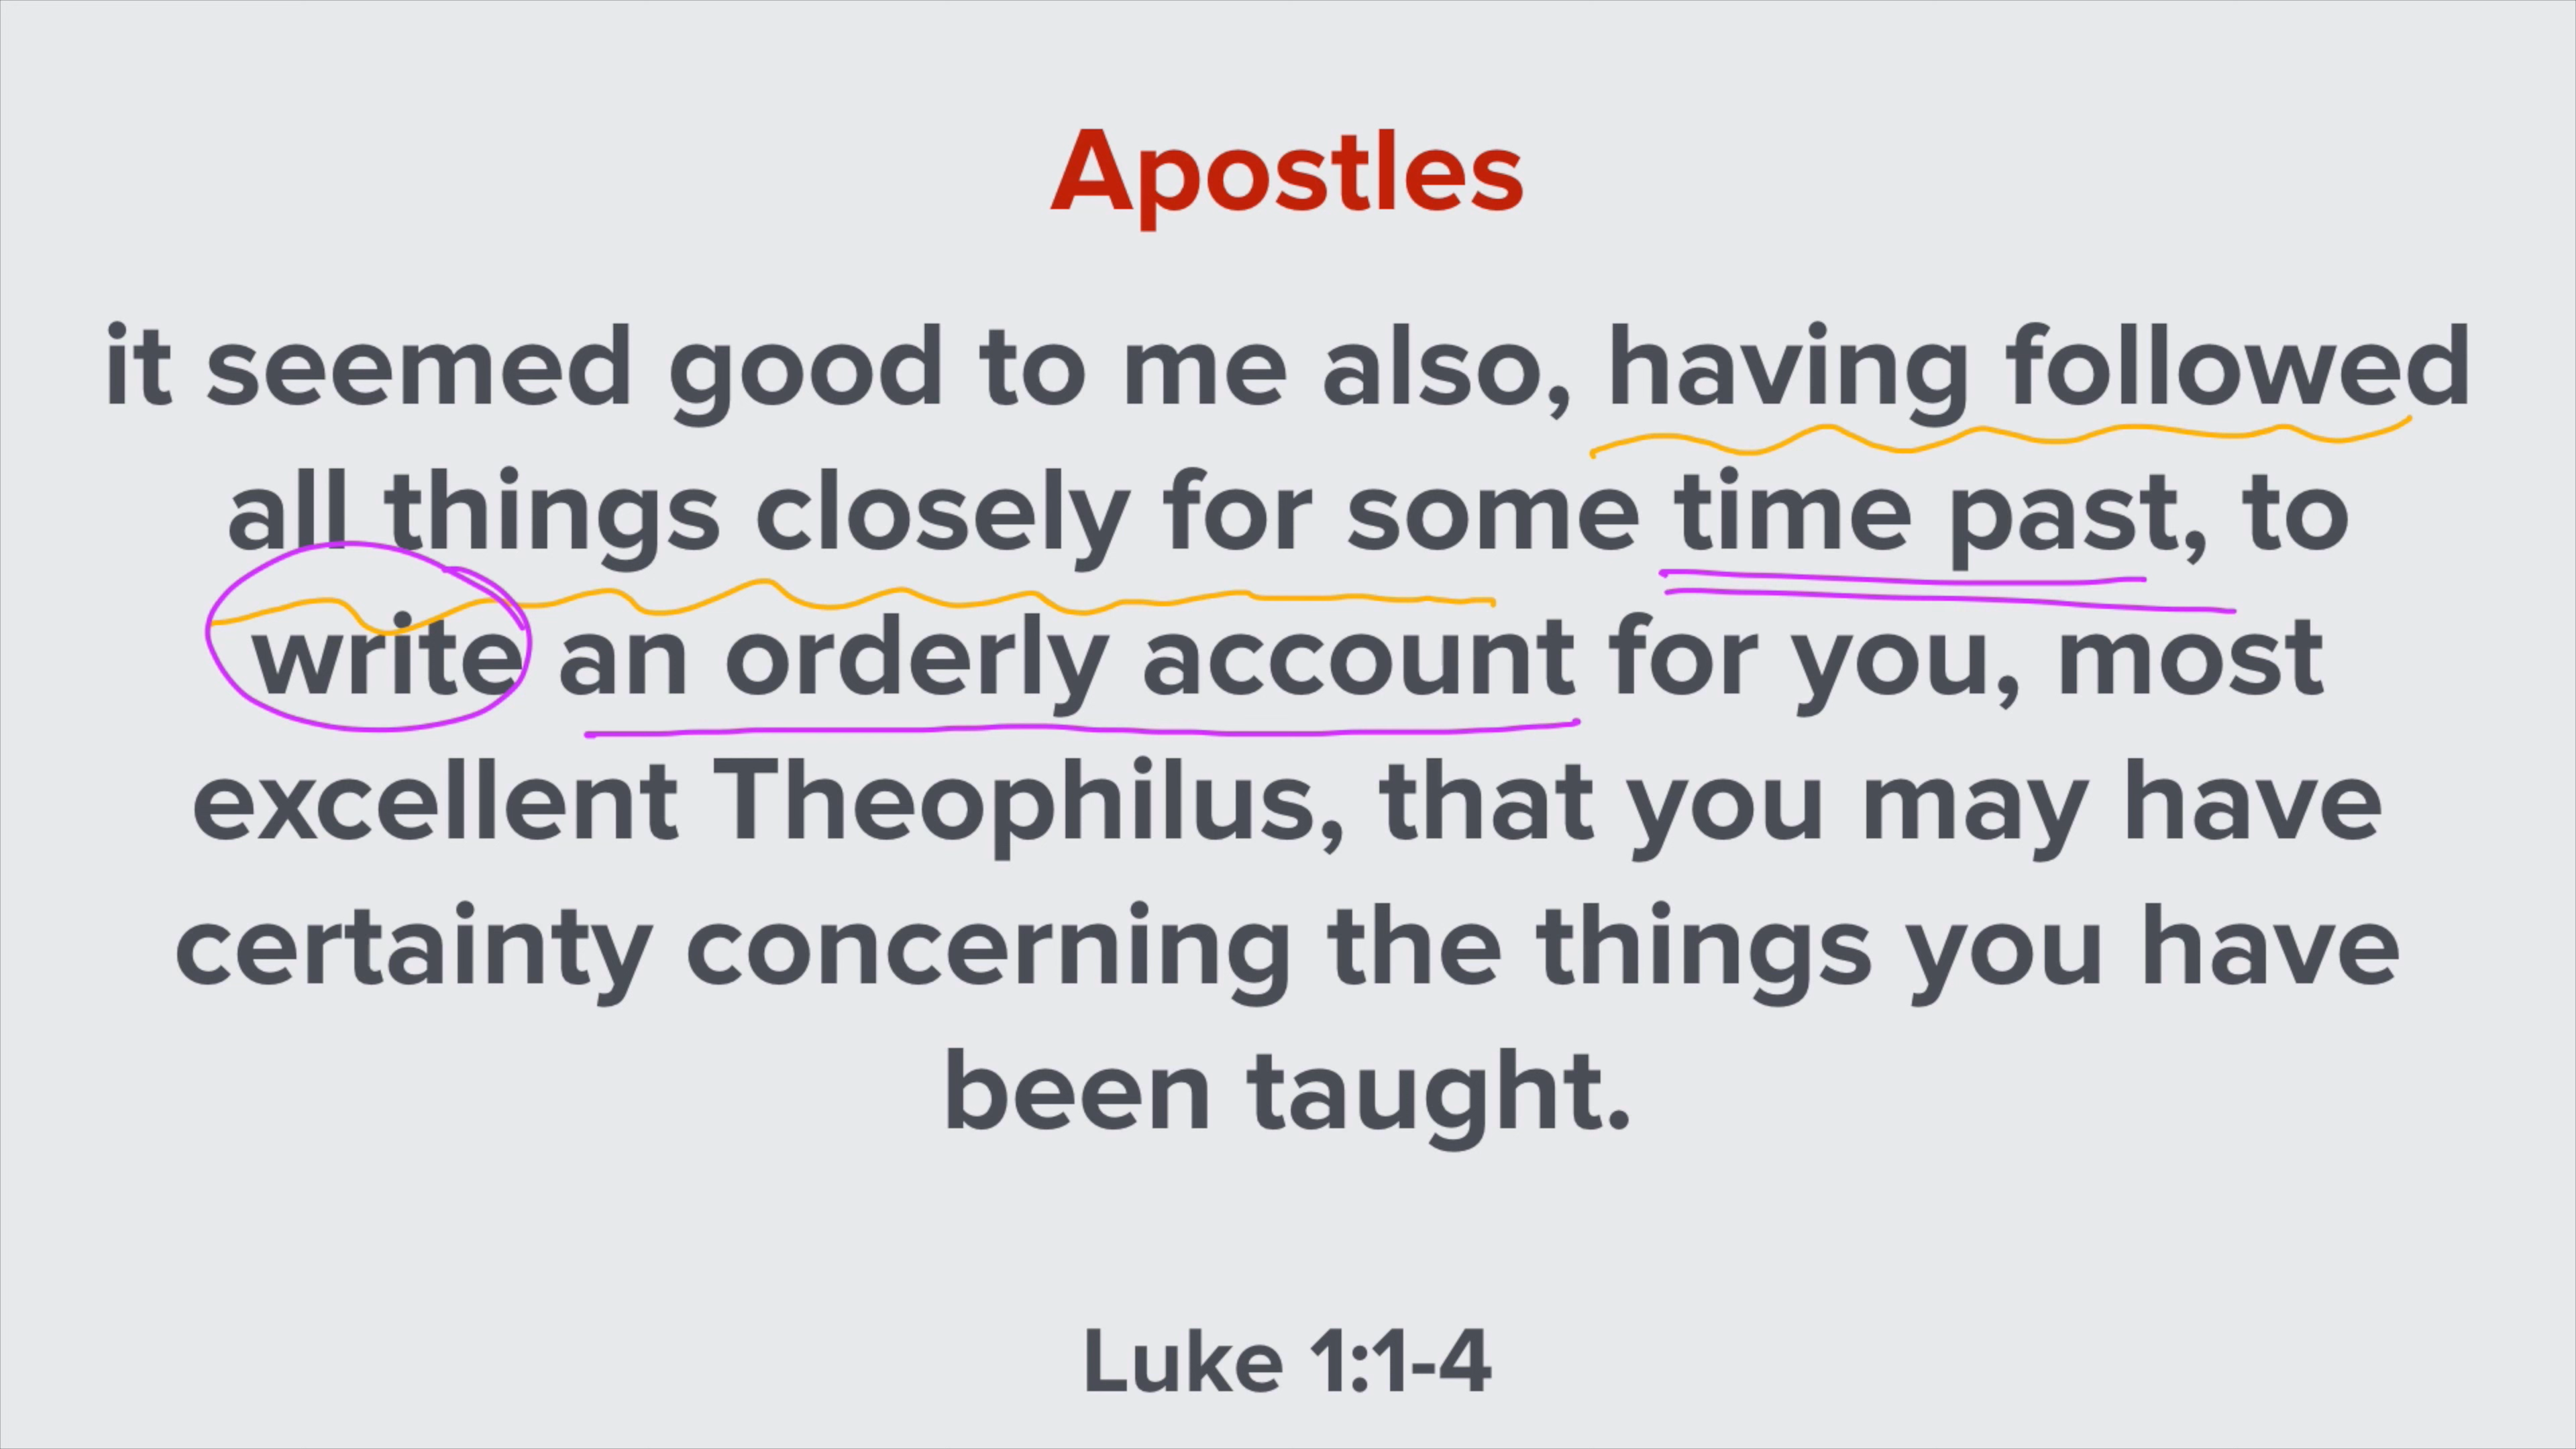 Apostles
it seemed good to me also, having followed
all things closely for some time past, to
write an orderly account for you, most
excellent Theophilus, that you may have
certainty concerning the things you have
been taught.
Luke 1:1-4